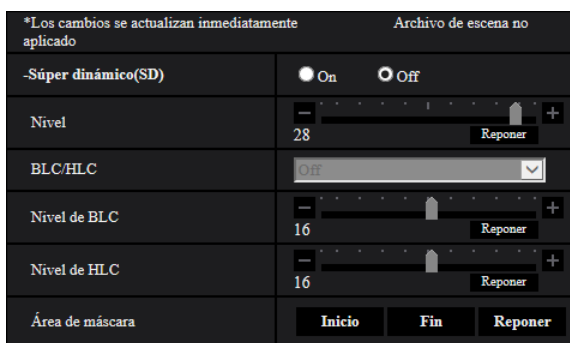 *Los cambios se actualizan inmediatamente Archivo de escena no
aplicado
-Súper dinámico(SD) On Off
Nivel
28 Reponer
BLC/HLC Off
Nivel de BLC
16 Reponer
Nivel de HLC
16 Reponer
Área de máscara Inicio Fin Reponer